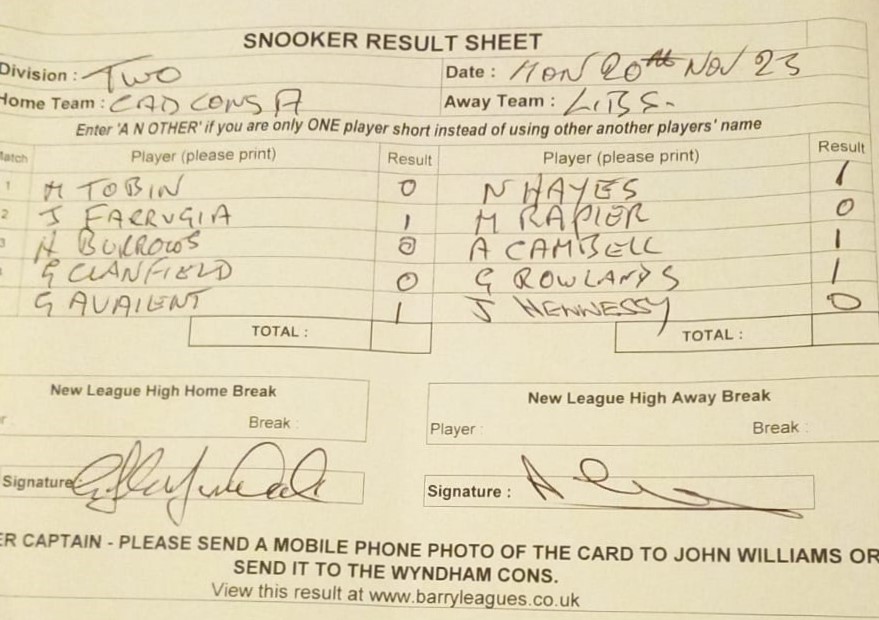 SNOOKER RESULT SHEET
Division : TWO Date : MON 20th NOV 23
Home Team : CAD CONS A Away Team : LIBS.
Enter 'A N OTHER' if you are only ONE player short instead of using other another players' name
Match Player (please print) Result Player (please print) Result
1 M TOBIN 0 N HAYES 1
2 J FARRUGIA 1 M RAPIER 0
3 N BURROWS 0 A CAMBELL 1
G CLANFIELD 0 G ROWLANDS 1
G AVAILENT 1 J HENNESSY 0
TOTAL : TOTAL :
New League High Home Break New League High Away Break
Break : Player : Break :
Signature Signature :
ER CAPTAIN - PLEASE SEND A MOBILE PHONE PHOTO OF THE CARD TO JOHN WILLIAMS OR
SEND IT TO THE WYNDHAM CONS.
View this result at www.barryleagues.co.uk